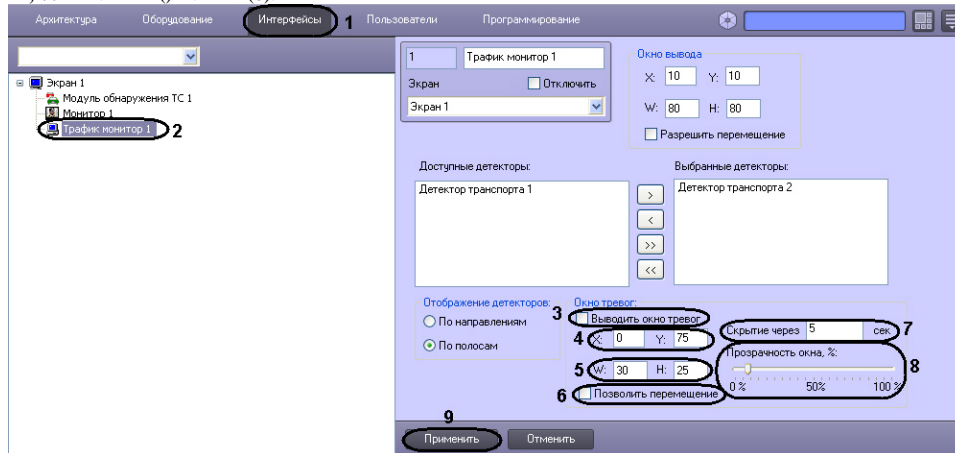 Архитектура Оборудование Интерфейсы 1 Пользователи Программирование
Экран 1
Модуль обнаружения ТС 1
Монитор 1
Трафик монитор 1 2
1 Трафик монитор 1
Экран Отключить
Экран 1
Окно вывода
X: 10 Y: 10
W: 80 H: 80
Разрешить перемещение
Доступные детекторы: Выбранные детекторы:
Детектор транспорта 1 > Детектор транспорта 2
<
>>
<<
Отображение детекторов:
По направлениям
По полосам
Окно тревог:
3 Выводить окно тревог
4 X: 0 Y: 75
5 W: 30 H: 25
6 Позволить перемещение
Скрытие через 5 сек 7
Прозрачность окна, %:
8
0 % 50% 100 %
9
Применить Отменить